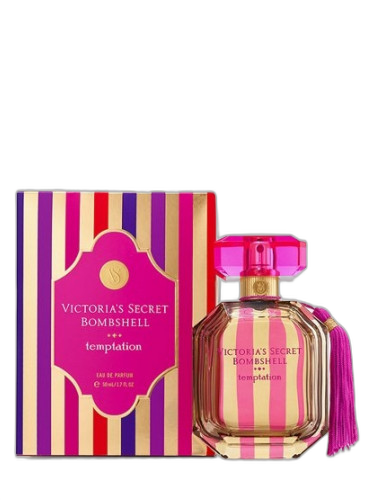 VICTORIA'S SECRET
BOMBSHELL
temptation
EAU DE PARFUM
℮ 50mL/1.7 fl oz
VICTORIA'S SECRET
BOMBSHELL
temptation